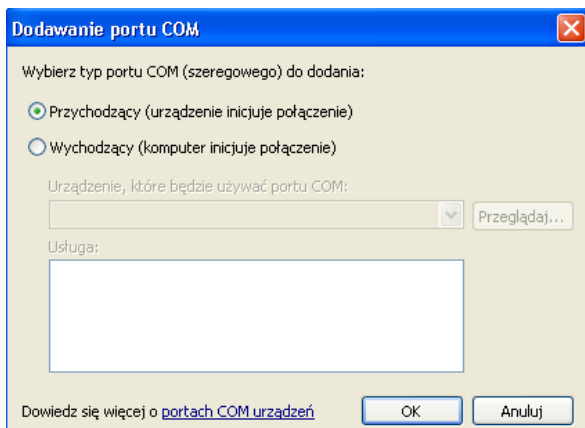 Dodawanie portu COM
Wybierz typ portu COM (szeregowego) do dodania:
Przychodzący (urządzenie inicjuje połączenie)
Wychodzący (komputer inicjuje połączenie)
Urządzenie, które będzie używać portu COM:
Przeglądaj...
Usługa:
Dowiedz się więcej o portach COM urządzeń
OK
Anuluj